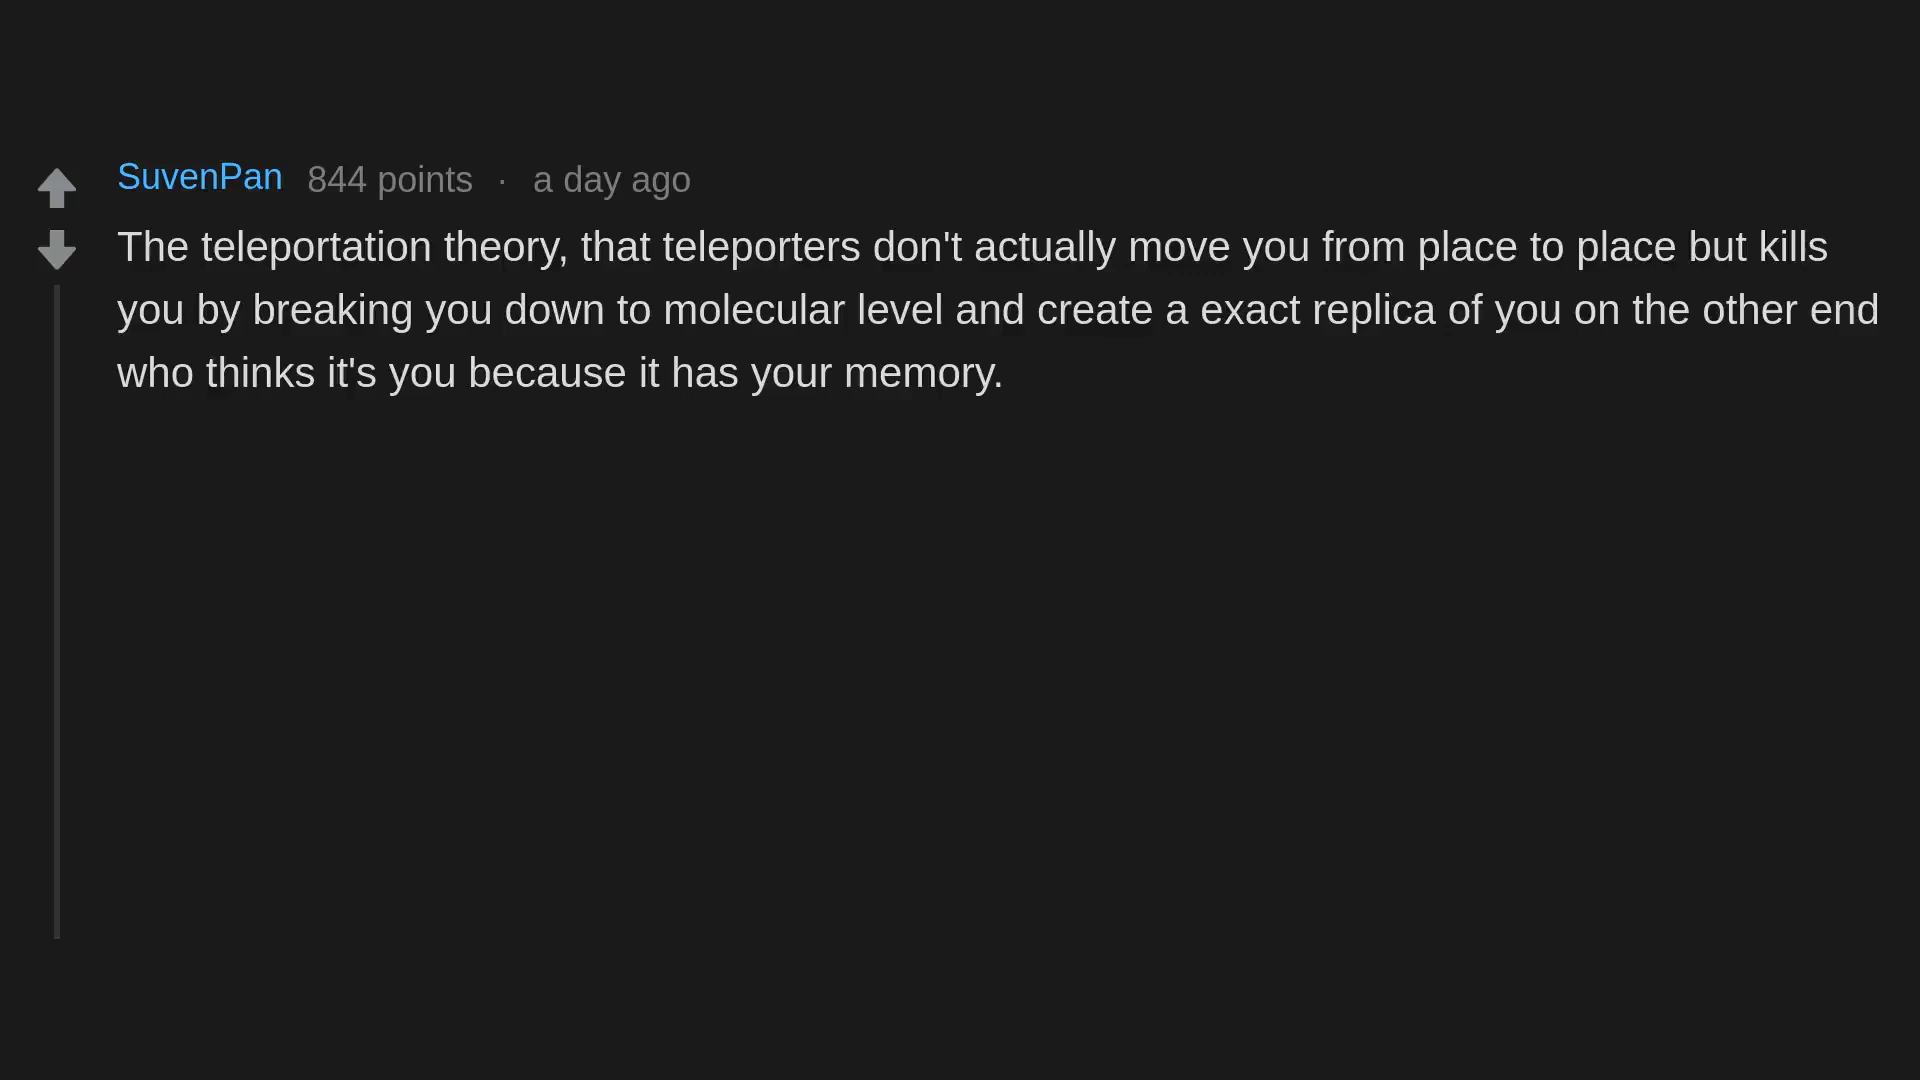 SuvenPan 844 points · a day ago
The teleportation theory, that teleporters don't actually move you from place to place but kills
you by breaking you down to molecular level and create a exact replica of you on the other end
who thinks it's you because it has your memory.